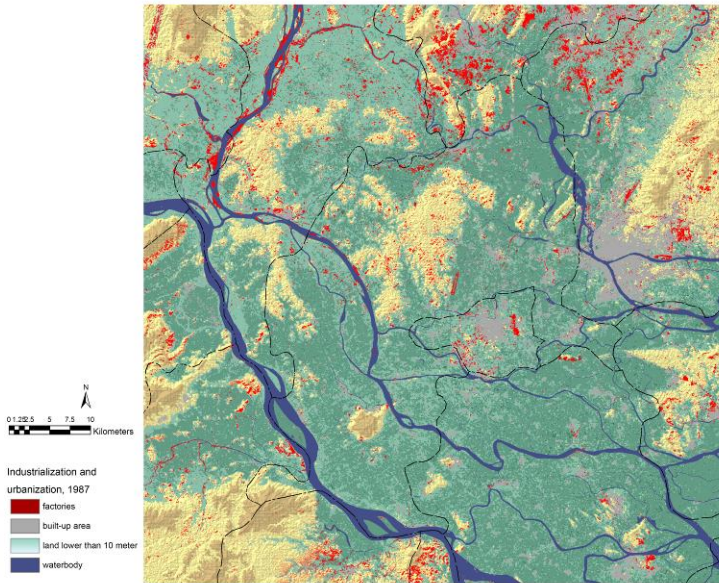 N
0 1.25 2.5 5 7.5 10
Kilometers
Industrialization and
urbanization, 1987
factories
built-up area
land lower than 10 meter
waterbody